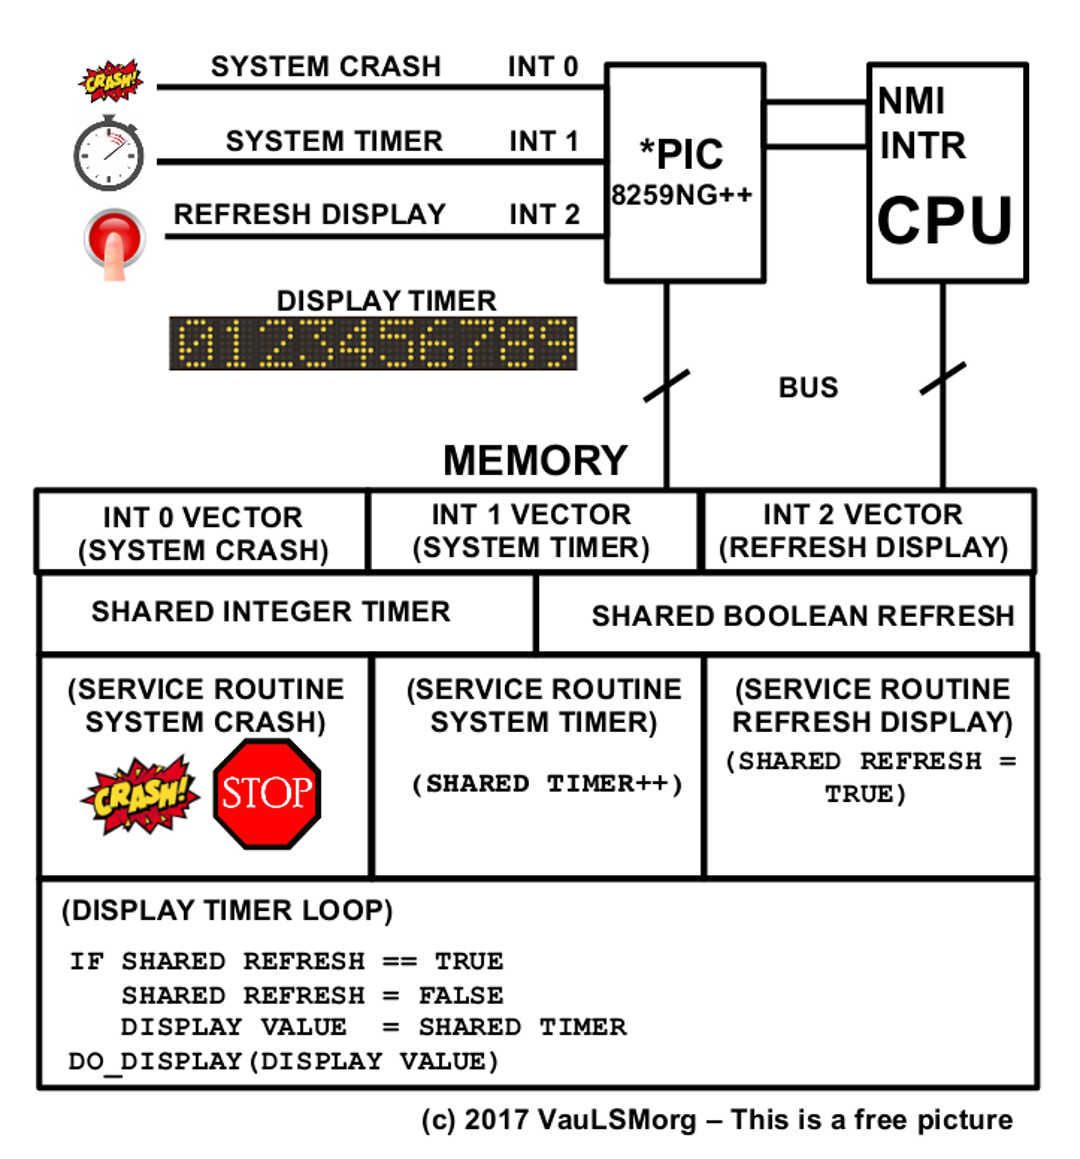 CRASH!
SYSTEM CRASH INT 0
SYSTEM TIMER INT 1
REFRESH DISPLAY INT 2
*PIC
8259NG++
NMI
INTR
CPU
DISPLAY TIMER
0123456789
BUS
MEMORY
INT 0 VECTOR
(SYSTEM CRASH)
INT 1 VECTOR
(SYSTEM TIMER)
INT 2 VECTOR
(REFRESH DISPLAY)
SHARED INTEGER TIMER
SHARED BOOLEAN REFRESH
(SERVICE ROUTINE
SYSTEM CRASH)
CRASH!
STOP
(SERVICE ROUTINE
SYSTEM TIMER)
(SHARED TIMER++)
(SERVICE ROUTINE
REFRESH DISPLAY)
(SHARED REFRESH =
TRUE)
(DISPLAY TIMER LOOP)
IF SHARED REFRESH == TRUE
SHARED REFRESH = FALSE
DISPLAY VALUE = SHARED TIMER
DO_DISPLAY(DISPLAY VALUE)
(c) 2017 VauLSMorg – This is a free picture